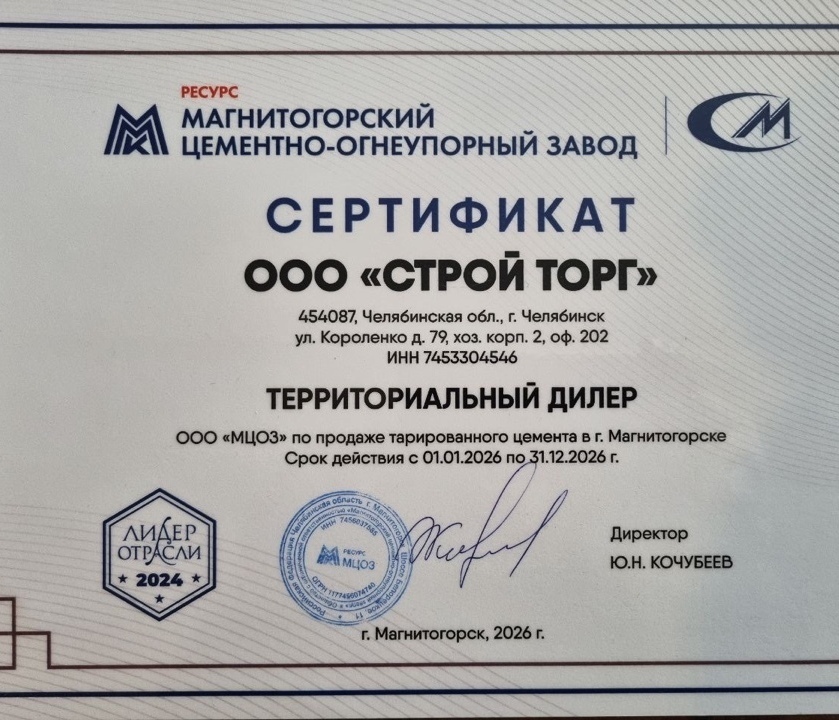 РЕСУРС
МАГНИТОГОРСКИЙ
ЦЕМЕНТНО-ОГНЕУПОРНЫЙ ЗАВОД
СЕРТИФИКАТ
ООО «СТРОЙ ТОРГ»
454087, Челябинская обл., г. Челябинск
ул. Короленко д. 79, хоз. корп. 2, оф. 202
ИНН 7453304546
ТЕРРИТОРИАЛЬНЫЙ ДИЛЕР
ООО «МЦОЗ» по продаже тарированного цемента в г. Магнитогорске
Срок действия с 01.01.2026 по 31.12.2026 г.
ЛИДЕР
ОТРАСЛИ
2024
РЕСУРС
МЦОЗ
Директор
Ю.Н. КОЧУБЕЕВ
г. Магнитогорск, 2026 г.